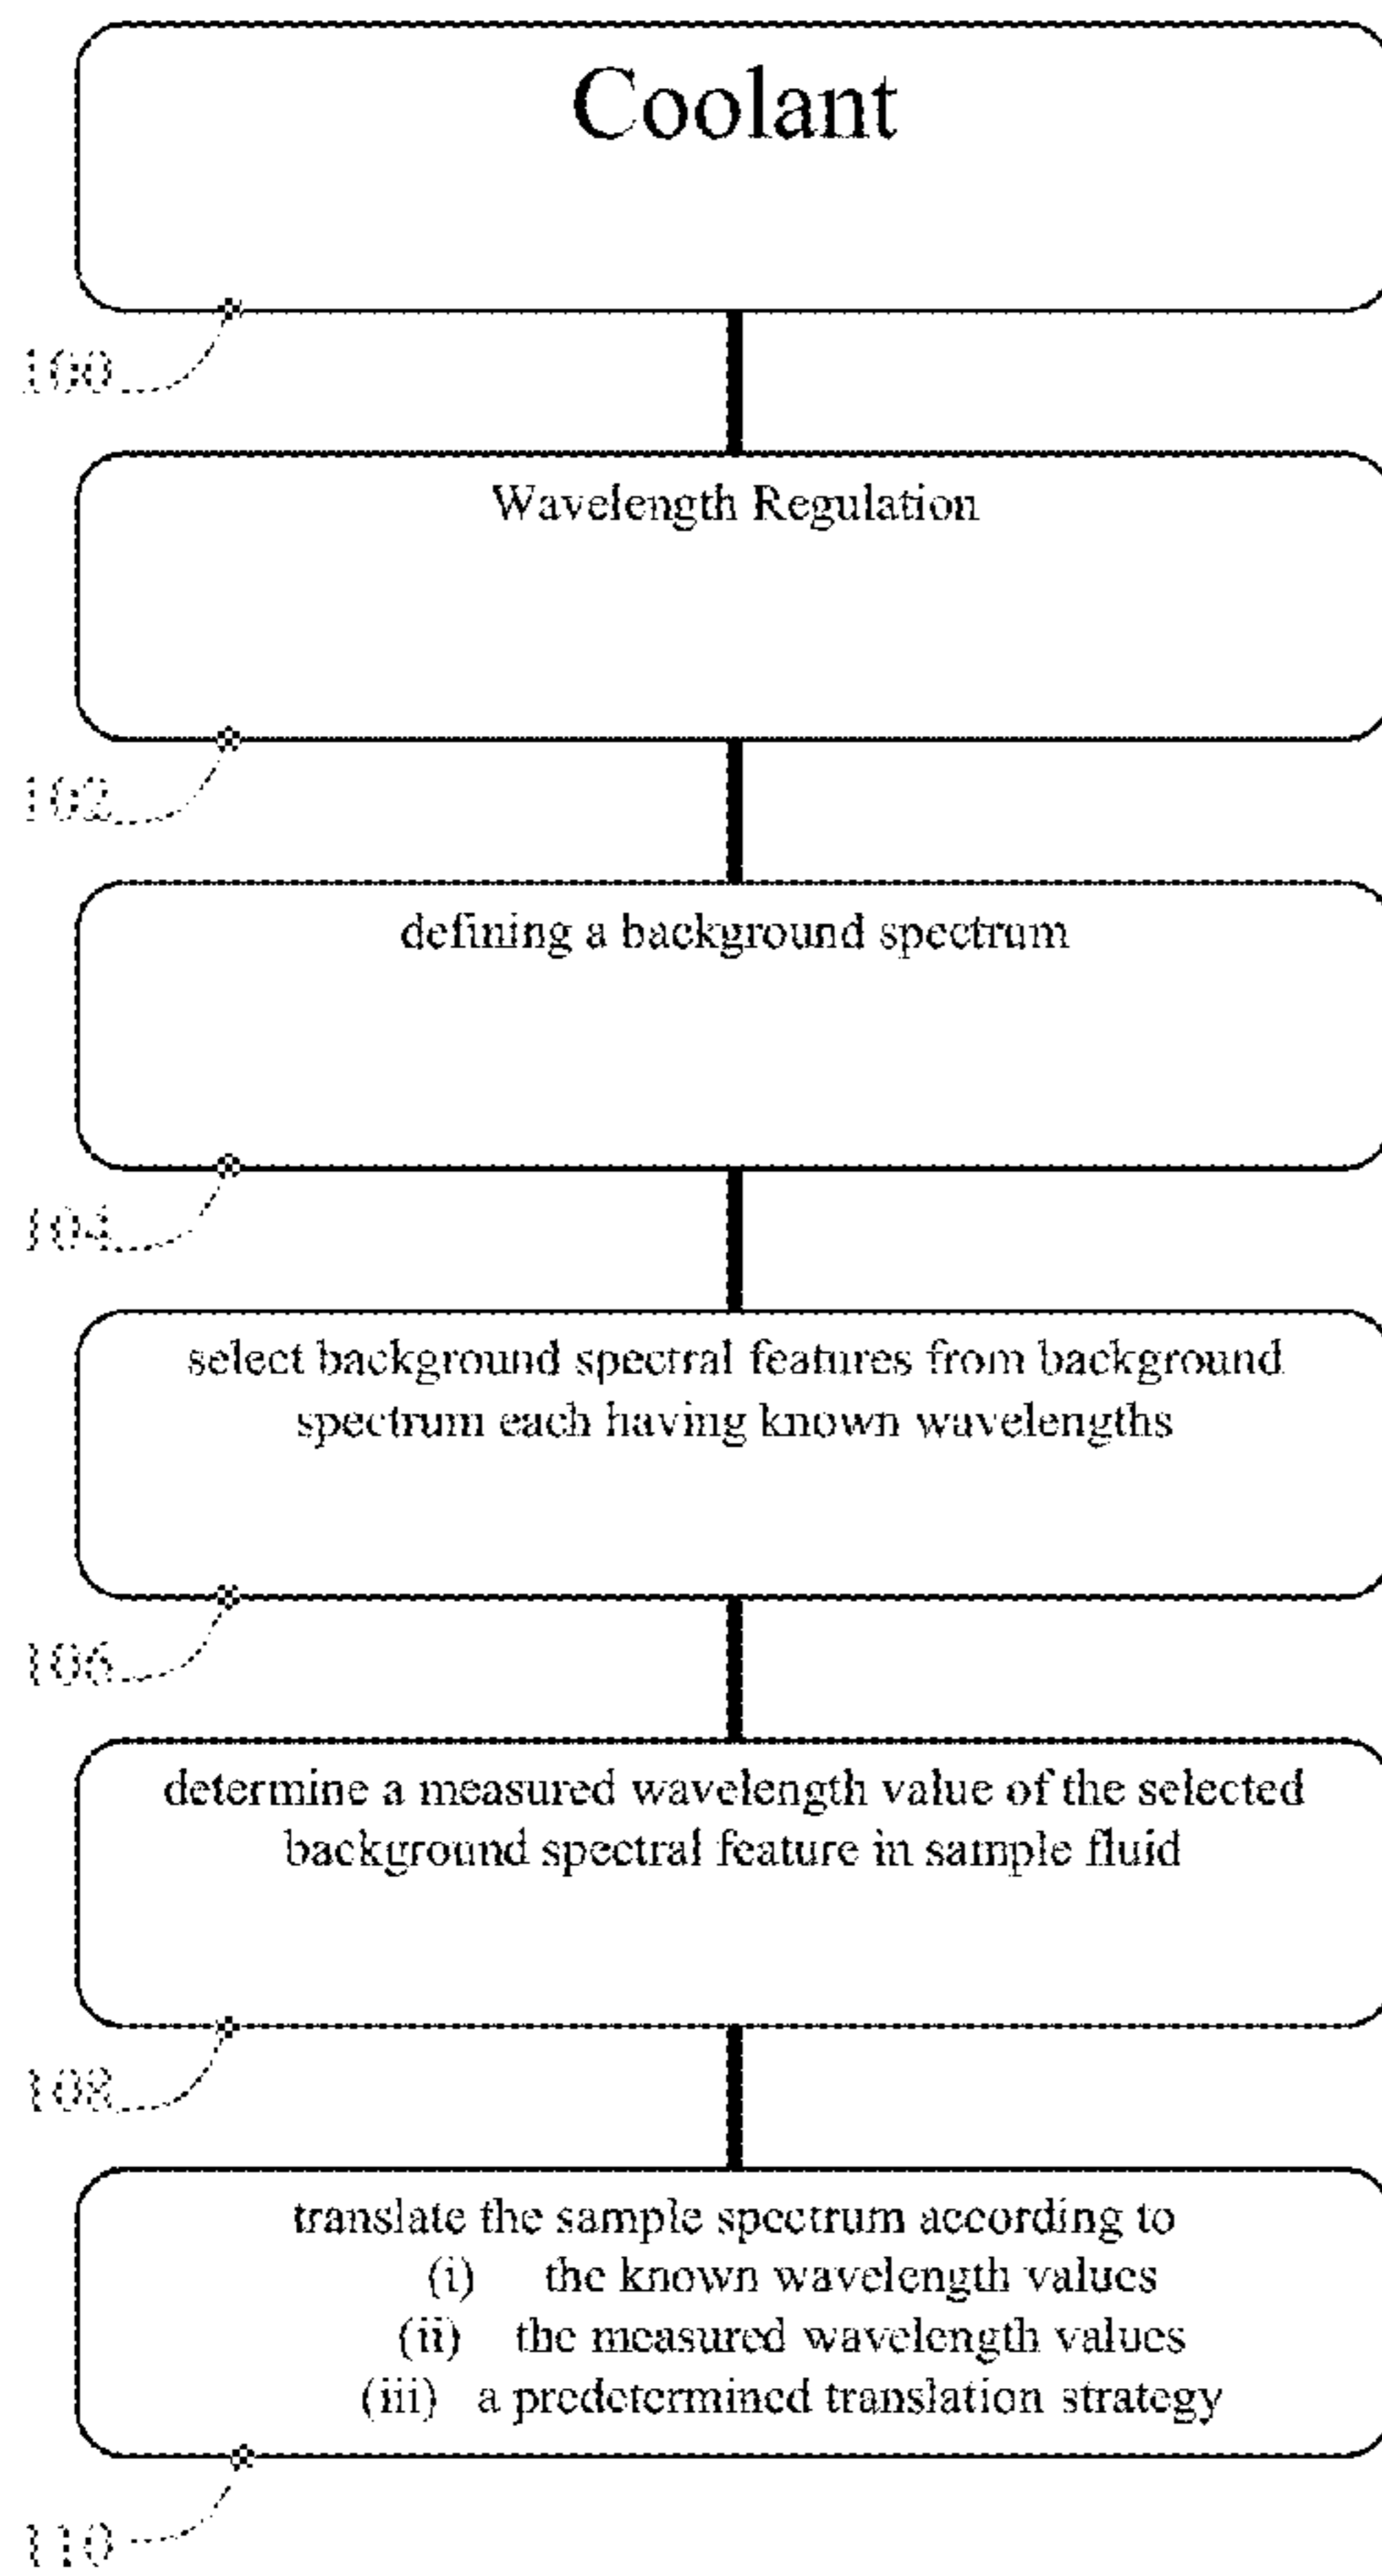 Coolant
100
Wavelength Regulation
102
defining a background spectrum
104
select background spectral features from background
spectrum each having known wavelengths
106
determine a measured wavelength value of the selected
background spectral feature in sample fluid
108
translate the sample spectrum according to
(i) the known wavelength values
(ii) the measured wavelength values
(iii) a predetermined translation strategy
110